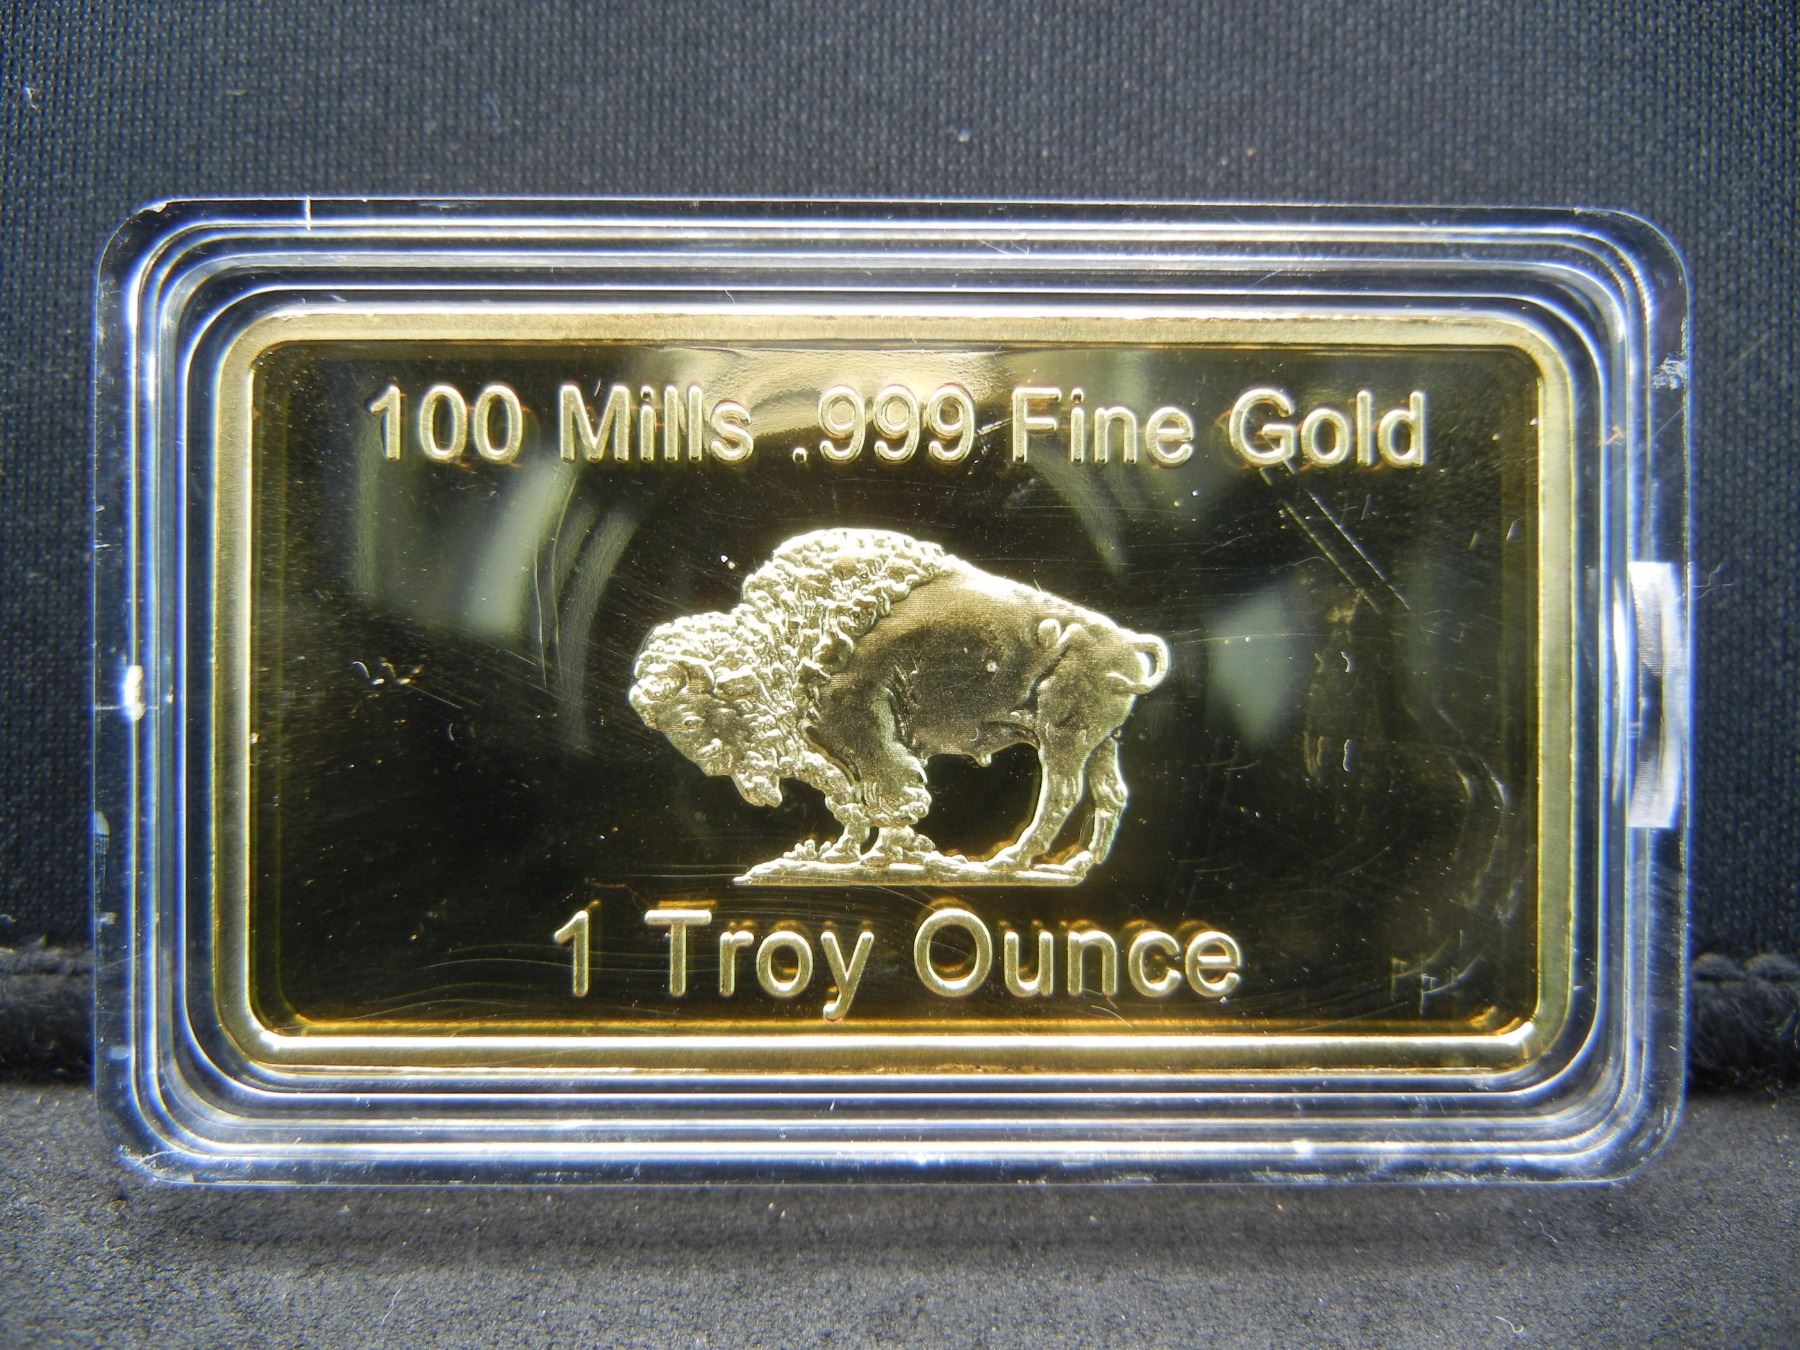 100 Mills .999 Fine Gold
1 Troy Ounce